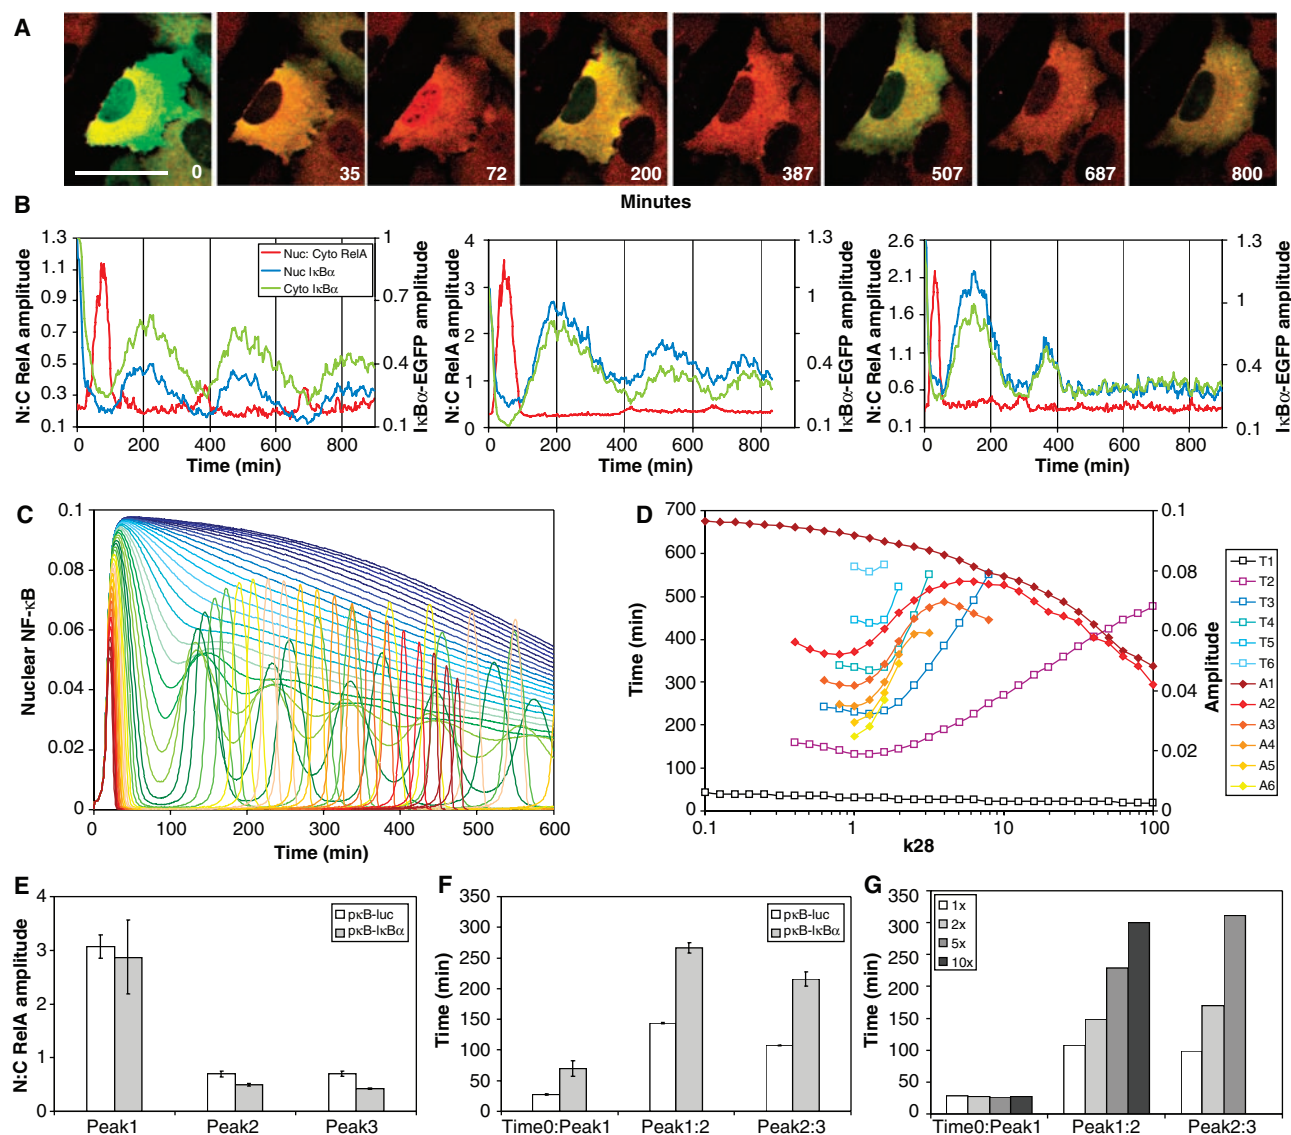 A
0
35
72
200
387
507
687
800
Minutes
B
N:C RelA amplitude
1.3
1.1
0.9
0.7
0.5
0.3
0.1
Nuc: Cyto RelA
Nuc IκBα
Cyto IκBα
1
0.7
0.4
0.1
IκBα-EGFP amplitude
0 200 400 600 800
Time (min)
N:C RelA amplitude
4
3
2
1
0
1.3
1
0.4
0.1
IκBα-EGFP amplitude
0 200 400 600 800
Time (min)
N:C RelA amplitude
2.6
2.1
1.6
1.1
0.6
0.1
1.3
1
0.4
0.1
IκBα-EGFP amplitude
0 200 400 600 800
Time (min)
C
Nuclear NF-κB
0.1
0.08
0.06
0.04
0.02
0
0 100 200 300 400 500 600
Time (min)
D
Time (min)
700
600
500
400
300
200
100
0
0.1
0.08
0.06
0.04
0.02
0
Amplitude
0.1 1 10 100
k28
T1
T2
T3
T4
T5
T6
A1
A2
A3
A4
A5
A6
E
N:C RelA amplitude
4
3
2
1
0
pκB-luc
pκB-IκBα
Peak1 Peak2 Peak3
F
Time (min)
350
300
250
200
150
100
50
0
pκB-luc
pκB-IκBα
Time0:Peak1 Peak1:2 Peak2:3
G
Time (min)
350
300
250
200
150
100
50
0
1x
2x
5x
10x
Time0:Peak1 Peak1:2 Peak2:3